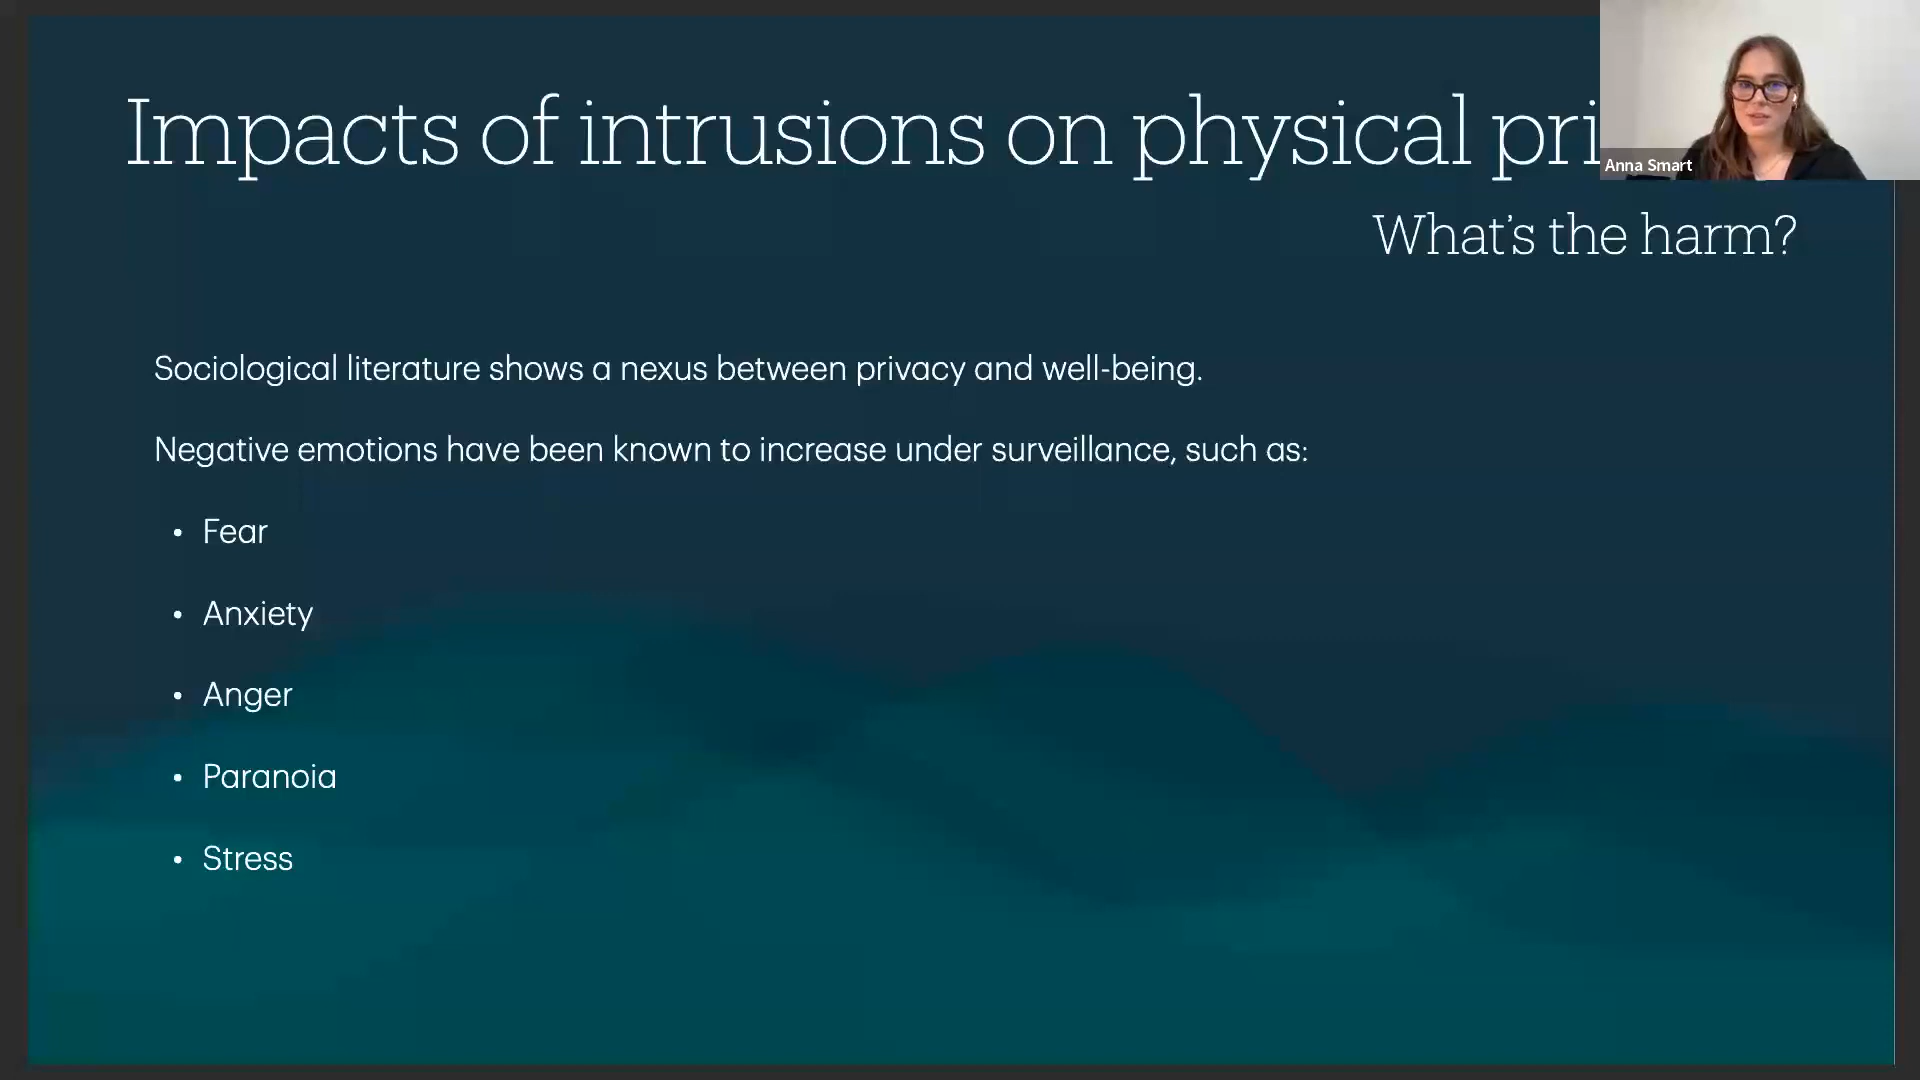 Impacts of intrusions on physical pri
Anna Smart
What's the harm?
Sociological literature shows a nexus between privacy and well-being.
Negative emotions have been known to increase under surveillance, such as:
• Fear
• Anxiety
• Anger
• Paranoia
• Stress